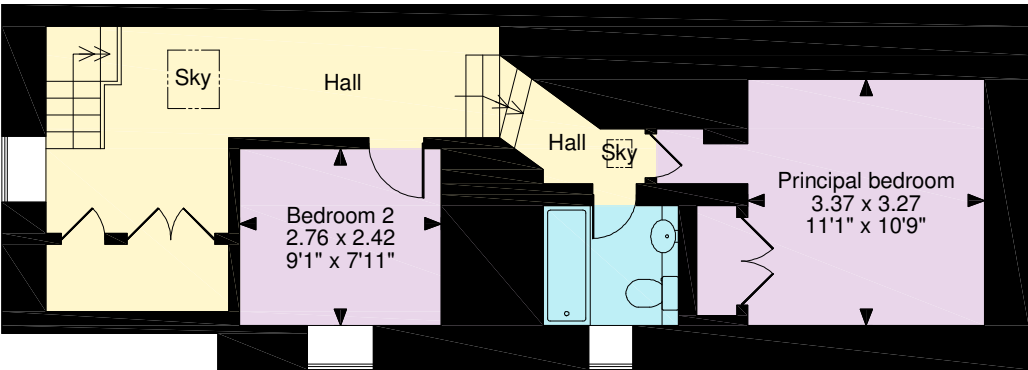 Sky
Hall
Hall
Sky
Bedroom 2
2.76 x 2.42
9'1" x 7'11"
Principal bedroom
3.37 x 3.27
11'1" x 10'9"